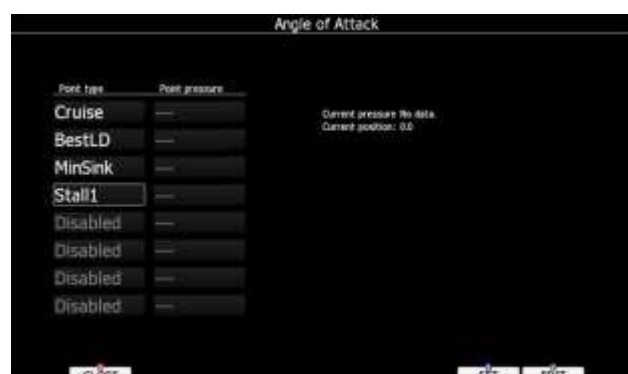 Angle of Attack
Point type Point pressure
Cruise ---
BestLD ---
MinSink ---
Stall1 ---
Disabled ---
Disabled ---
Disabled ---
Disabled ---
Current pressure No data.
Current position: 0.0
CLOSE